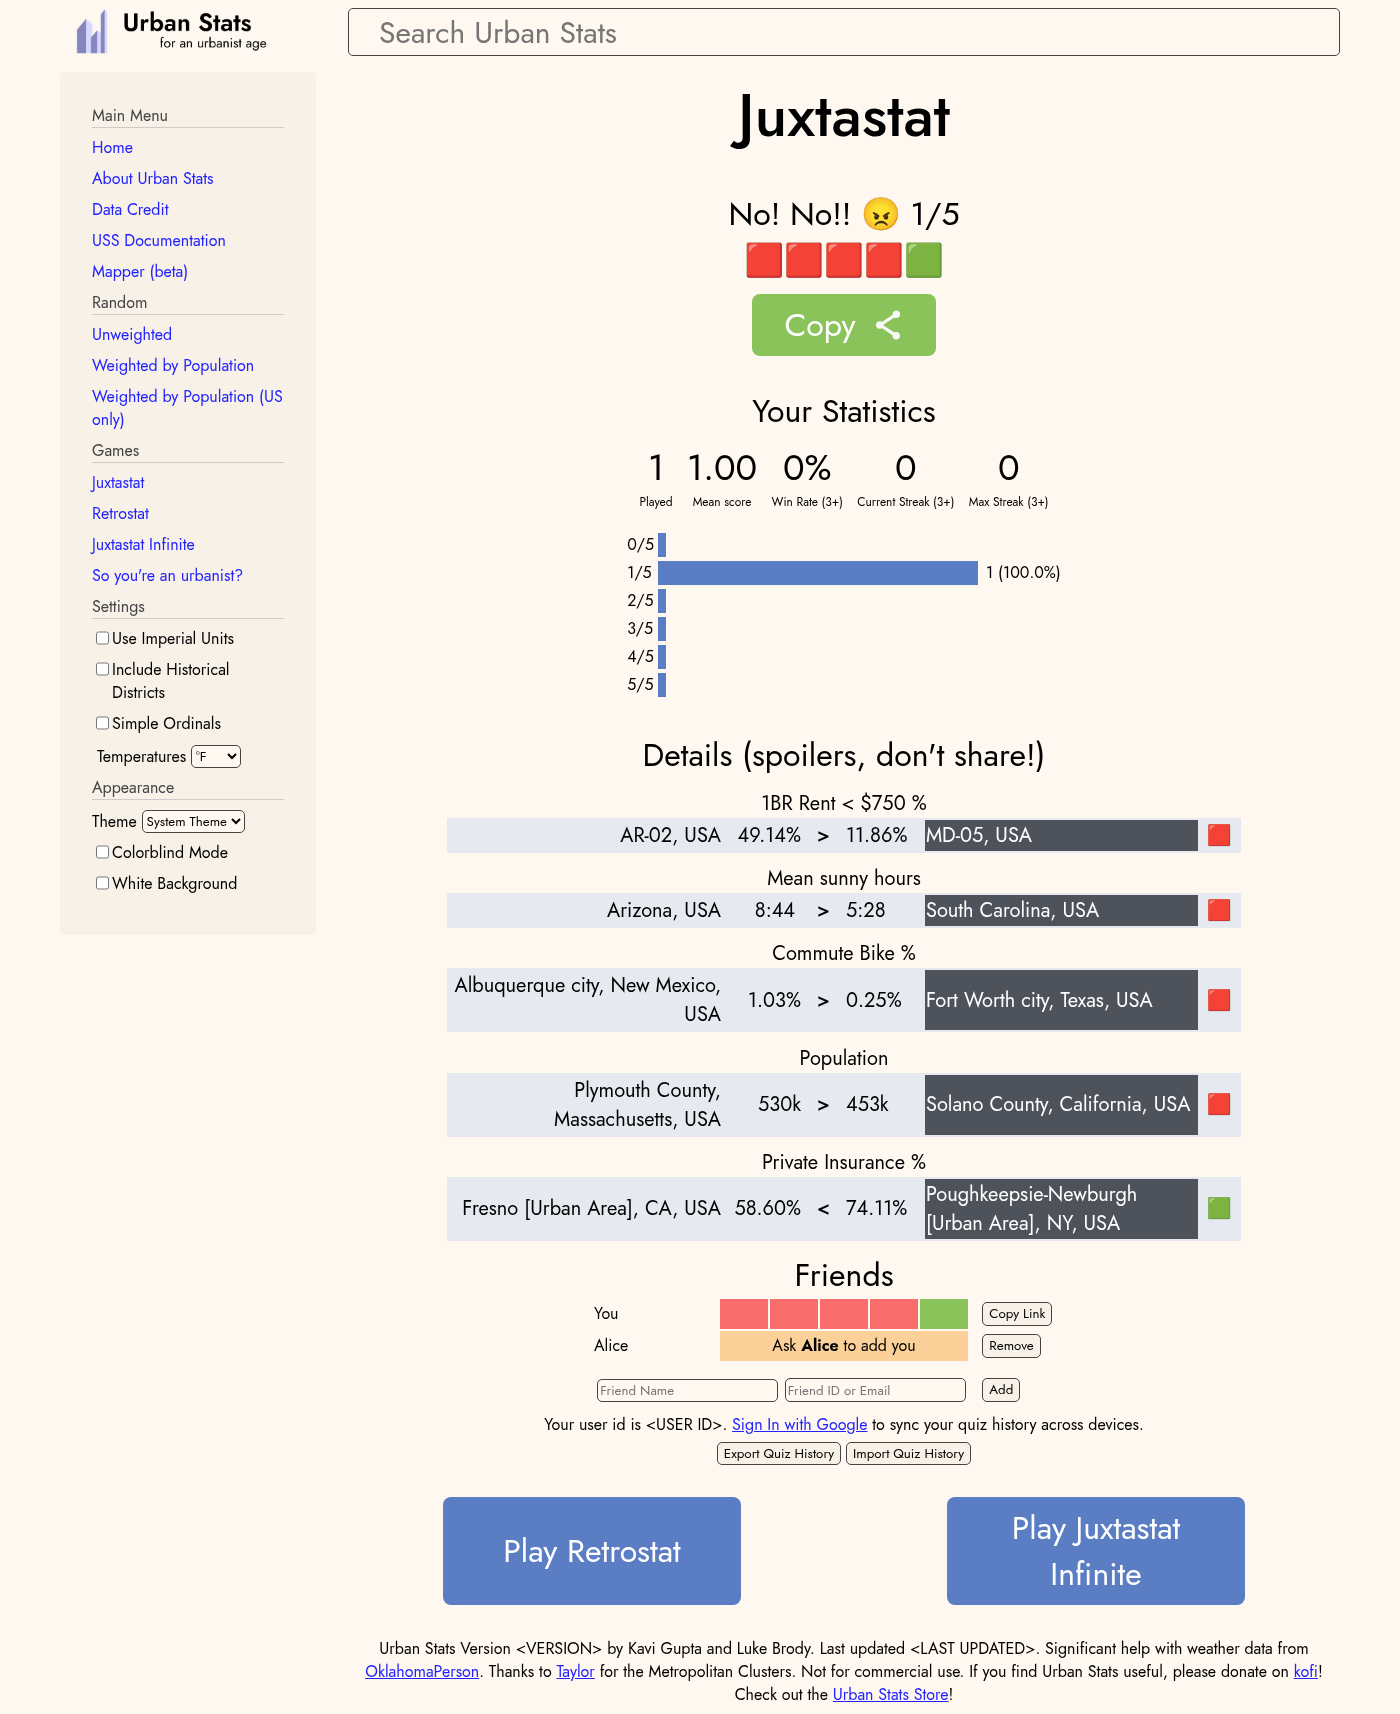 Urban Stats
for an urbanist age
Search Urban Stats
Main Menu
Home
About Urban Stats
Data Credit
USS Documentation
Mapper (beta)
Random
Unweighted
Weighted by Population
Weighted by Population (US
only)
Games
Juxtastat
Retrostat
Juxtastat Infinite
So you're an urbanist?
Settings
Use Imperial Units
Include Historical
Districts
Simple Ordinals
Temperatures °F
Appearance
Theme System Theme
Colorblind Mode
White Background
Juxtastat
No! No!! 😠 1/5
🟥🟥🟥🟥🟩
Copy
Your Statistics
1 1.00 0% 0 0
Played Mean score Win Rate (3+) Current Streak (3+) Max Streak (3+)
0/5
1/5 1 (100.0%)
2/5
3/5
4/5
5/5
Details (spoilers, don't share!)
1BR Rent < $750 %
AR-02, USA 49.14% > 11.86% MD-05, USA 🟥
Mean sunny hours
Arizona, USA 8:44 > 5:28 South Carolina, USA 🟥
Commute Bike %
Albuquerque city, New Mexico,
USA 1.03% > 0.25% Fort Worth city, Texas, USA 🟥
Population
Plymouth County,
Massachusetts, USA 530k > 453k Solano County, California, USA 🟥
Private Insurance %
Fresno [Urban Area], CA, USA 58.60% < 74.11% Poughkeepsie-Newburgh
[Urban Area], NY, USA 🟩
Friends
You Copy Link
Alice Ask Alice to add you Remove
Friend Name Friend ID or Email Add
Your user id is <USER ID>. Sign In with Google to sync your quiz history across devices.
Export Quiz History Import Quiz History
Play Retrostat
Play Juxtastat
Infinite
Urban Stats Version <VERSION> by Kavi Gupta and Luke Brody. Last updated <LAST UPDATED>. Significant help with weather data from
OklahomaPerson. Thanks to Taylor for the Metropolitan Clusters. Not for commercial use. If you find Urban Stats useful, please donate on kofi!
Check out the Urban Stats Store!